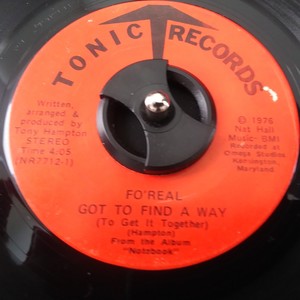 TONIC RECORDS
Written,
arranged &
produced by
Tony Hampton
STEREO
Time 4:05
(NR7712-1)
℗ 1976
Nat Hall
Music- BMI
Recorded at
Omega Studios
Kensington,
Maryland
FO'REAL
GOT TO FIND A WAY
(To Get It Together)
(Hampton)
From the Album
"Notebook"